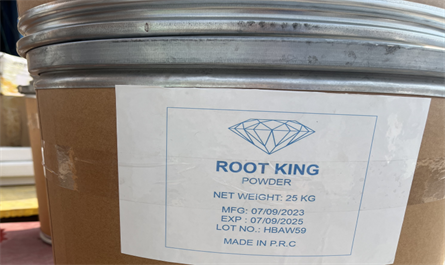 ROOT KING
POWDER
NET WEIGHT: 25 KG
MFG: 07/09/2023
EXP : 07/09/2025
LOT NO.: HBAW59
MADE IN P.R.C